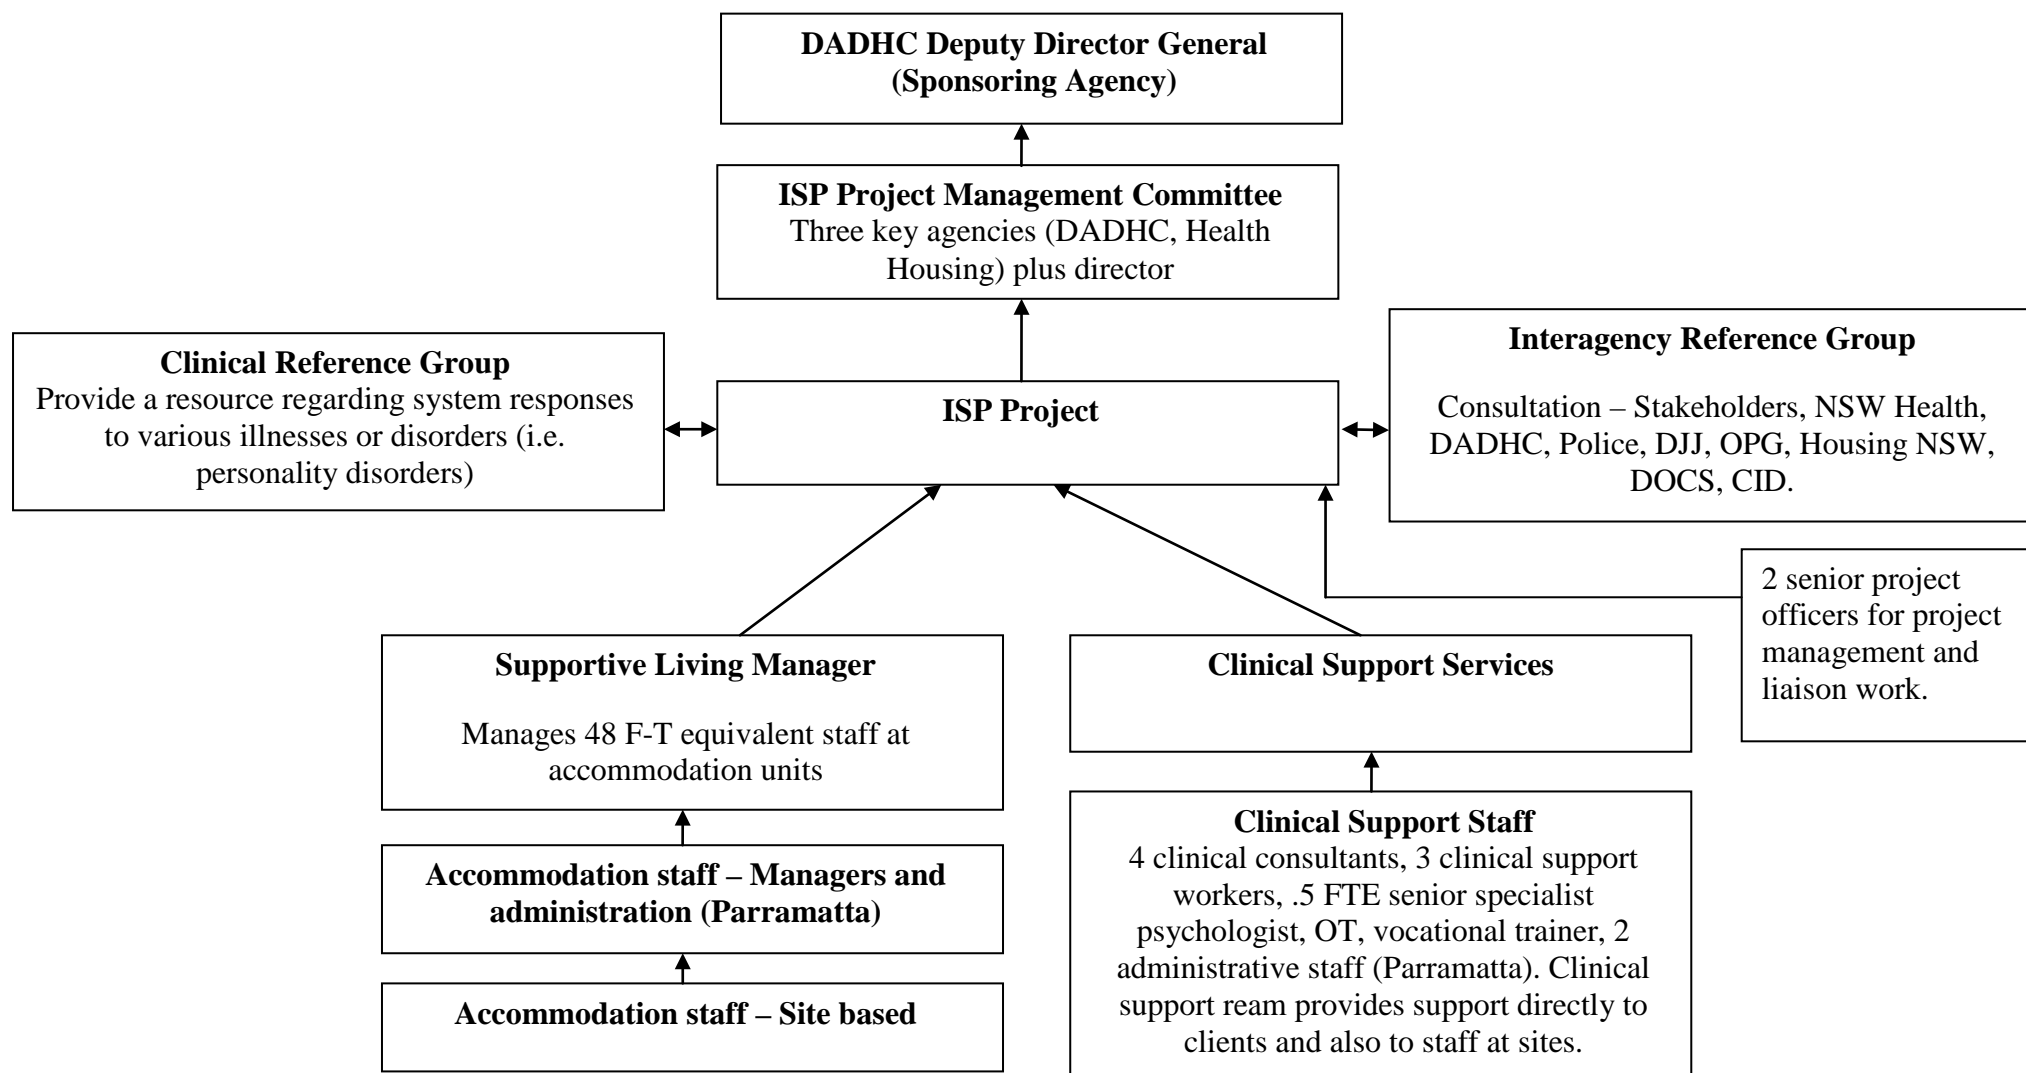 DADHC Deputy Director General
(Sponsoring Agency)
ISP Project Management Committee
Three key agencies (DADHC, Health
Housing) plus director
Clinical Reference Group
Provide a resource regarding system responses
to various illnesses or disorders (i.e.
personality disorders)
ISP Project
Interagency Reference Group
Consultation – Stakeholders, NSW Health,
DADHC, Police, DJJ, OPG, Housing NSW,
DOCS, CID.
2 senior project
officers for project
management and
liaison work.
Supportive Living Manager
Manages 48 F-T equivalent staff at
accommodation units
Clinical Support Services
Accommodation staff – Managers and
administration (Parramatta)
Accommodation staff – Site based
Clinical Support Staff
4 clinical consultants, 3 clinical support
workers, .5 FTE senior specialist
psychologist, OT, vocational trainer, 2
administrative staff (Parramatta). Clinical
support ream provides support directly to
clients and also to staff at sites.